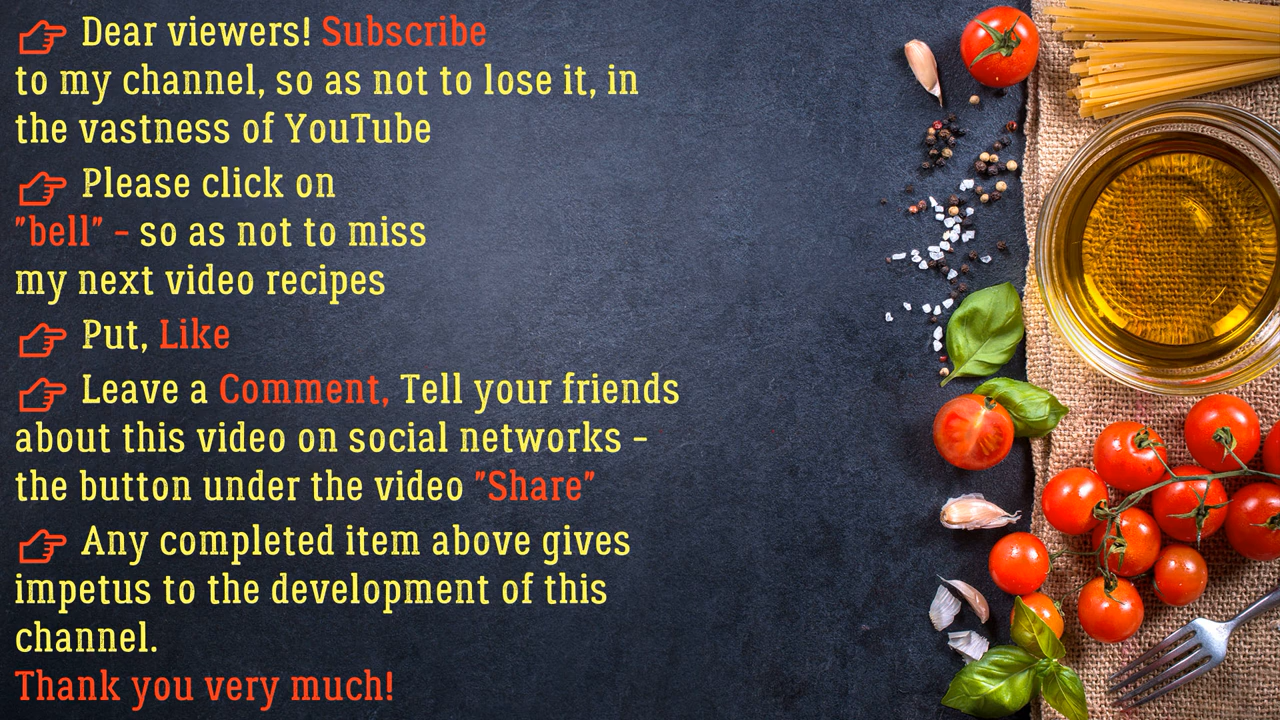 Dear viewers! Subscribe
to my channel, so as not to lose it, in
the vastness of YouTube
Please click on
"bell" - so as not to miss
my next video recipes
Put, Like
Leave a Comment, Tell your friends
about this video on social networks -
the button under the video "Share"
Any completed item above gives
impetus to the development of this
channel.
Thank you very much!